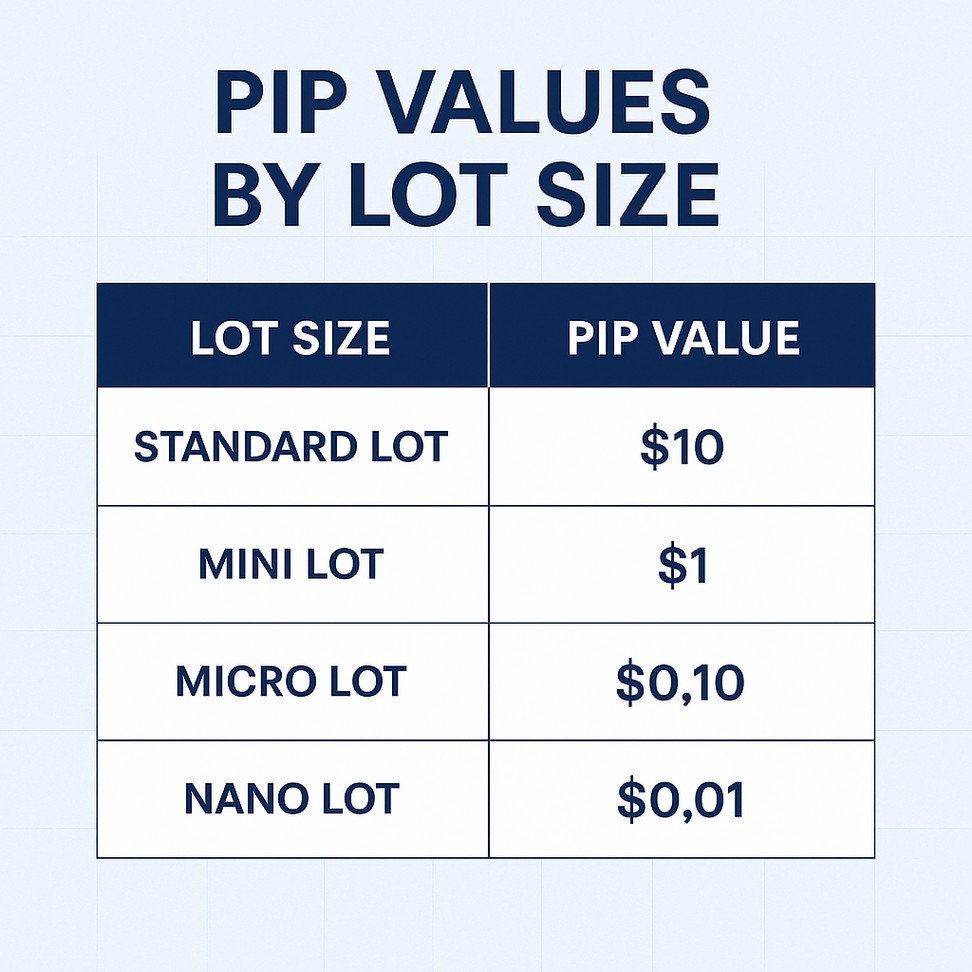 PIP VALUES
BY LOT SIZE
LOT SIZE PIP VALUE
STANDARD LOT $10
MINI LOT $1
MICRO LOT $0,10
NANO LOT $0,01